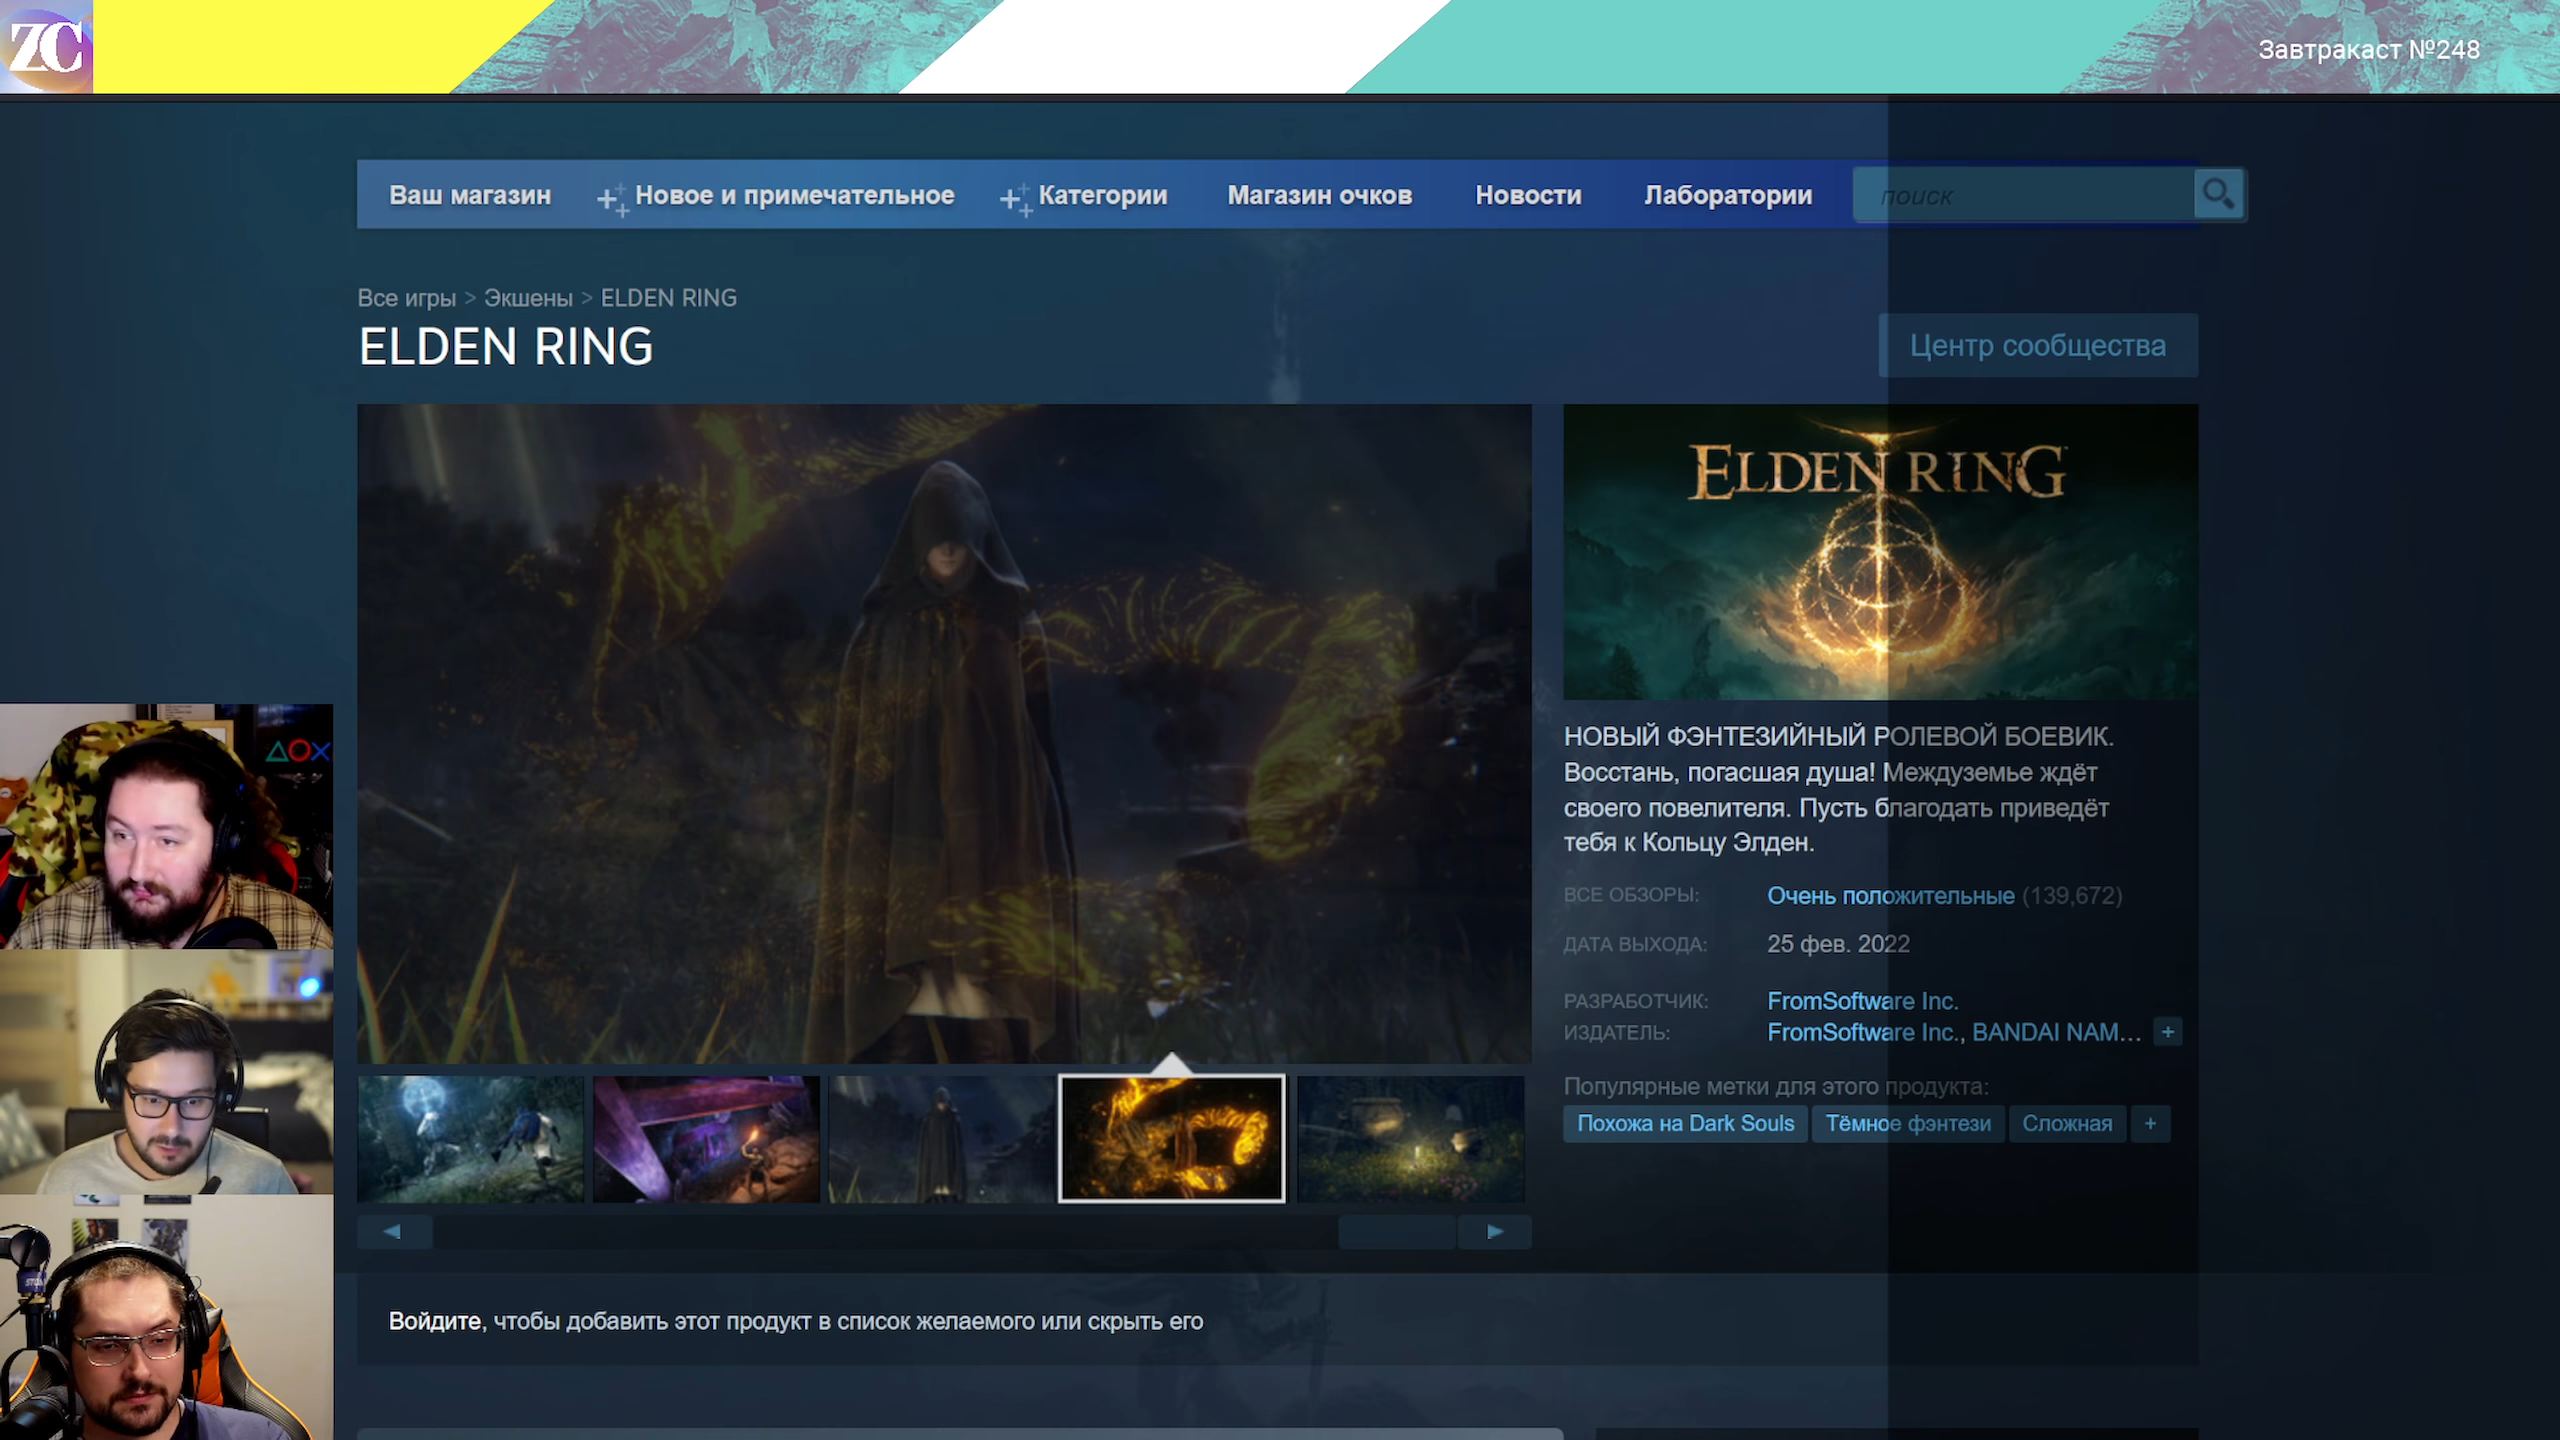 ZC
Завтракаст №248
Ваш магазин
Новое и примечательное
Категории
Магазин очков
Новости
Лаборатории
поиск
Все игры > Экшены > ELDEN RING
ELDEN RING
Центр сообщества
ELDEN RING
НОВЫЙ ФЭНТЕЗИЙНЫЙ РОЛЕВОЙ БОЕВИК.
Восстань, погасшая душа! Междуземье ждёт
своего повелителя. Пусть благодать приведёт
тебя к Кольцу Элден.
ВСЕ ОБЗОРЫ: Очень положительные (139,672)
ДАТА ВЫХОДА: 25 фев. 2022
РАЗРАБОТЧИК: FromSoftware Inc.
ИЗДАТЕЛЬ: FromSoftware Inc., BANDAI NAM... +
Популярные метки для этого продукта:
Похожа на Dark Souls
Тёмное фэнтези
Сложная
+
Войдите, чтобы добавить этот продукт в список желаемого или скрыть его